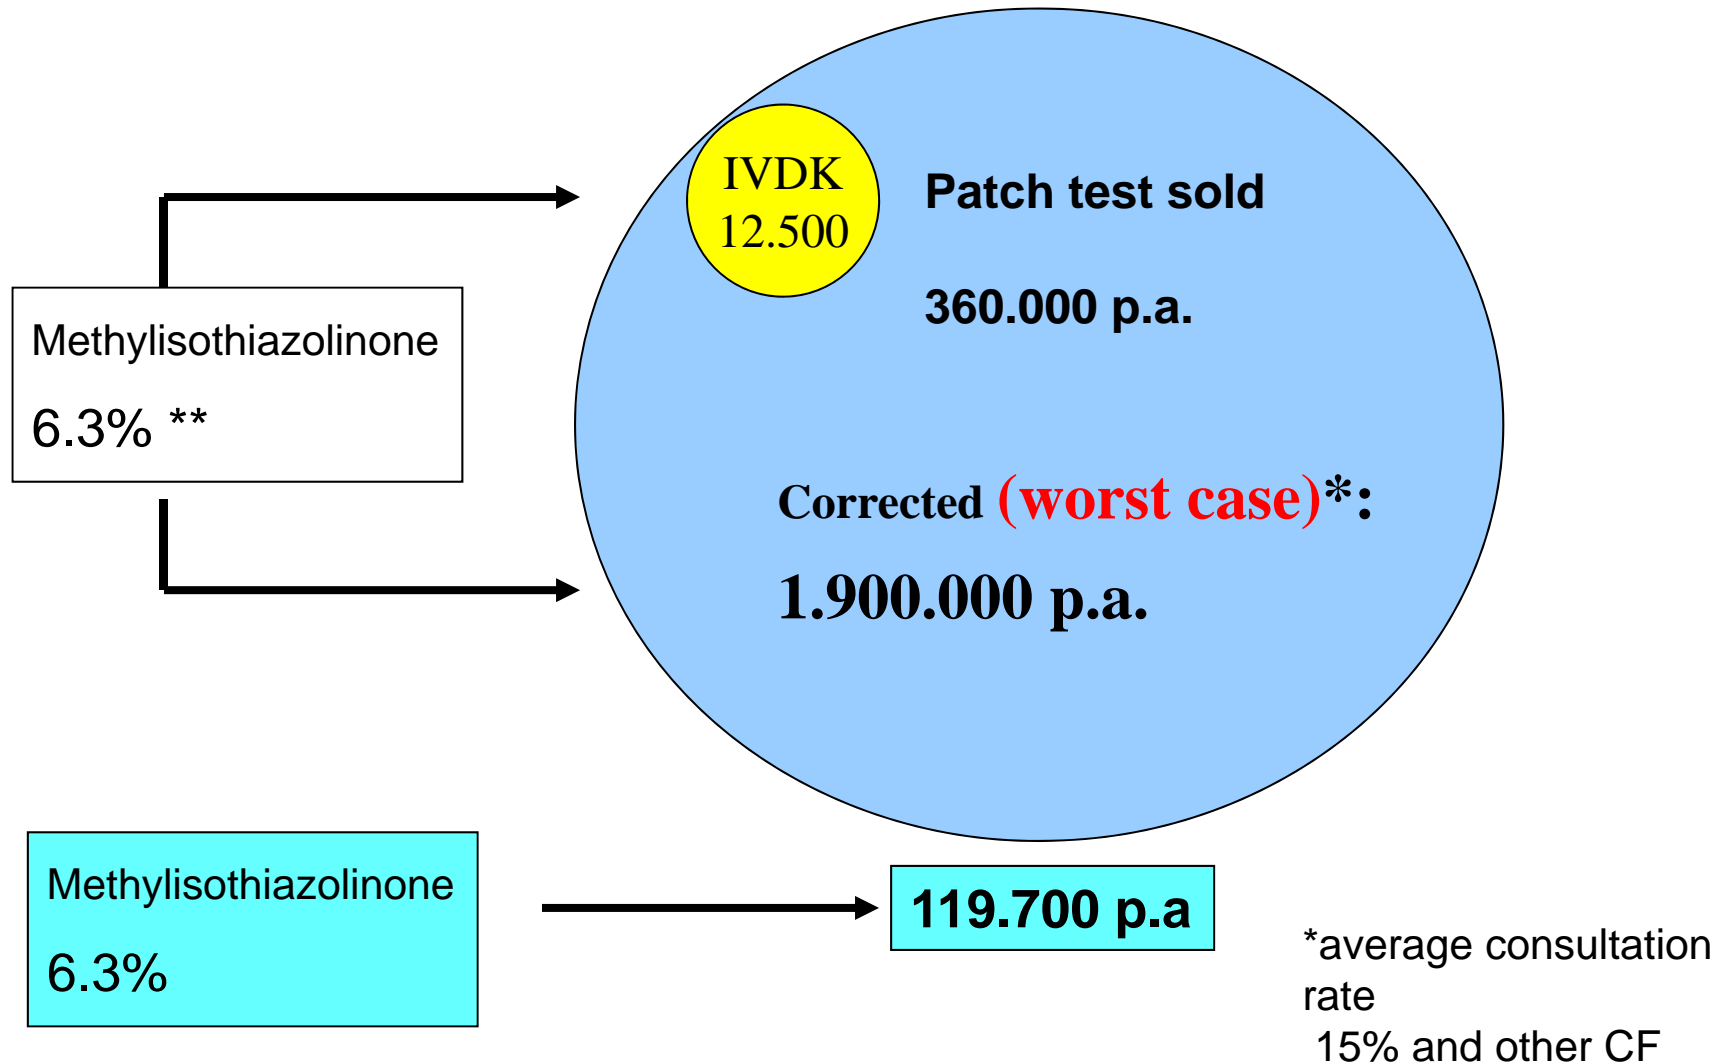 IVDK
12.500
Patch test sold
360.000 p.a.
Methylisothiazolinone
6.3% **
Corrected (worst case)*:
1.900.000 p.a.
Methylisothiazolinone
6.3%
119.700 p.a
*average consultation
rate
15% and other CF